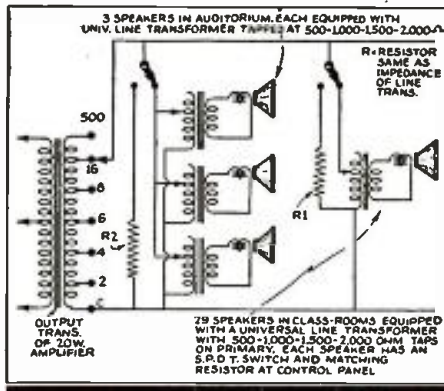 3 SPEAKERS IN AUDITORIUM. EACH EQUIPPED WITH
UNIV. LINE TRANSFORMER TAPPED AT 500-1,000-1,500-2,000-Ω
R=RESISTOR
SAME AS
IMPEDANCE
OF LINE
TRANS.
500
16
8
6
4
2
C
R2
R1
OUTPUT
TRANS.
OF 20W.
AMPLIFIER
29 SPEAKERS IN CLASS-ROOMS EQUIPPED
WITH A UNIVERSAL LINE TRANSFORMER
WITH 500-1,000-1,500-2,000 OHM TAPS
ON PRIMARY, EACH SPEAKER HAS AN
S.P.D.T. SWITCH AND MATCHING
RESISTOR AT CONTROL PANEL